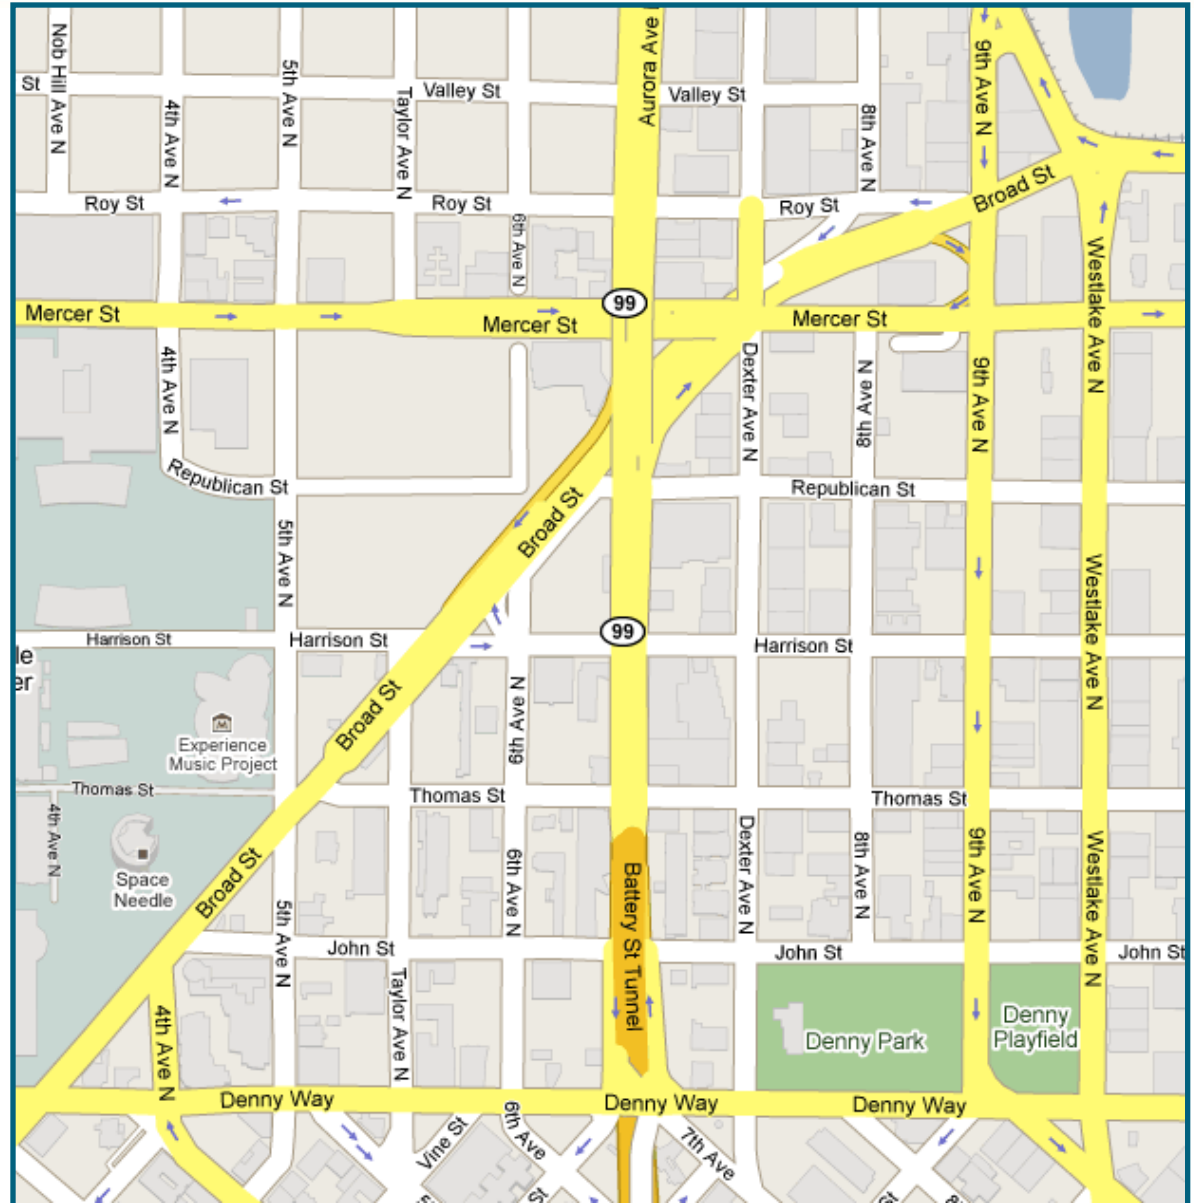 Nob Hill Ave N
5th Ave N
Aurora Ave
9th Ave N
St
4th Ave N
Taylor Ave N
Valley St
Valley St
8th Ave N
Broad St
Roy St
Roy St
Roy St
6th Ave N
Westlake Ave N
Mercer St
Mercer St
99
Mercer St
4th Ave N
Dexter Ave N
8th Ave N
9th Ave N
Republican St
Republican St
Broad St
5th Ave N
Westlake Ave N
Harrison St
Harrison St
99
Harrison St
le
er
Broad St
6th Ave N
Experience
Music Project
Thomas St
Thomas St
Thomas St
4th Ave N
Space
Needle
Broad St
6th Ave N
Battery St Tunnel
Dexter Ave N
8th Ave N
9th Ave N
Westlake Ave N
5th Ave N
John St
John St
John St
4th Ave N
Taylor Ave N
Denny Park
Denny
Playfield
Denny Way
Denny Way
Denny Way
Vine St
6th Ave
7th Ave
St
St